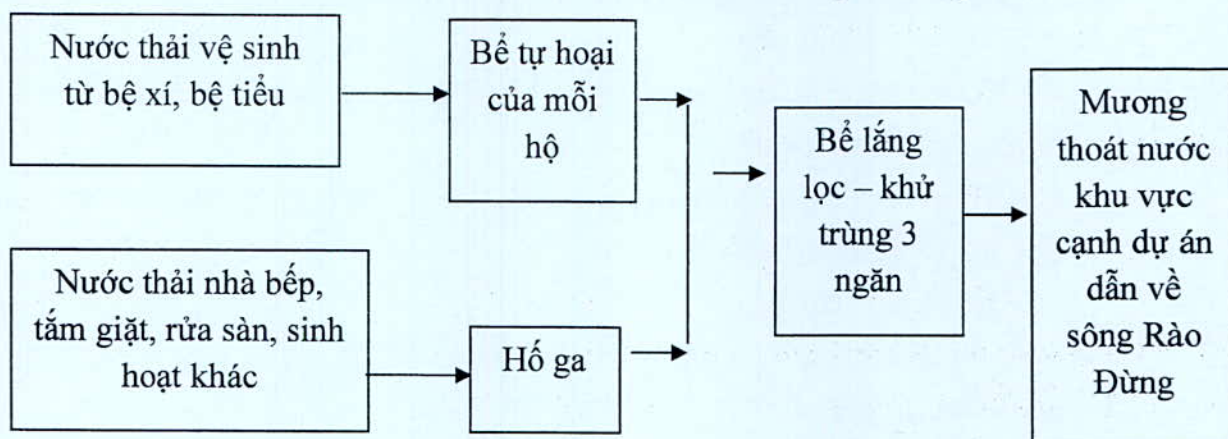 Nước thải vệ sinh
từ bệ xí, bệ tiểu
Bể tự hoại
của mỗi
hộ
Nước thải nhà bếp,
tắm giặt, rửa sàn, sinh
hoạt khác
Hố ga
Bể lắng
lọc – khử
trùng 3
ngăn
Mương
thoát nước
khu vực
cạnh dự án
dẫn về
sông Rào
Đừng